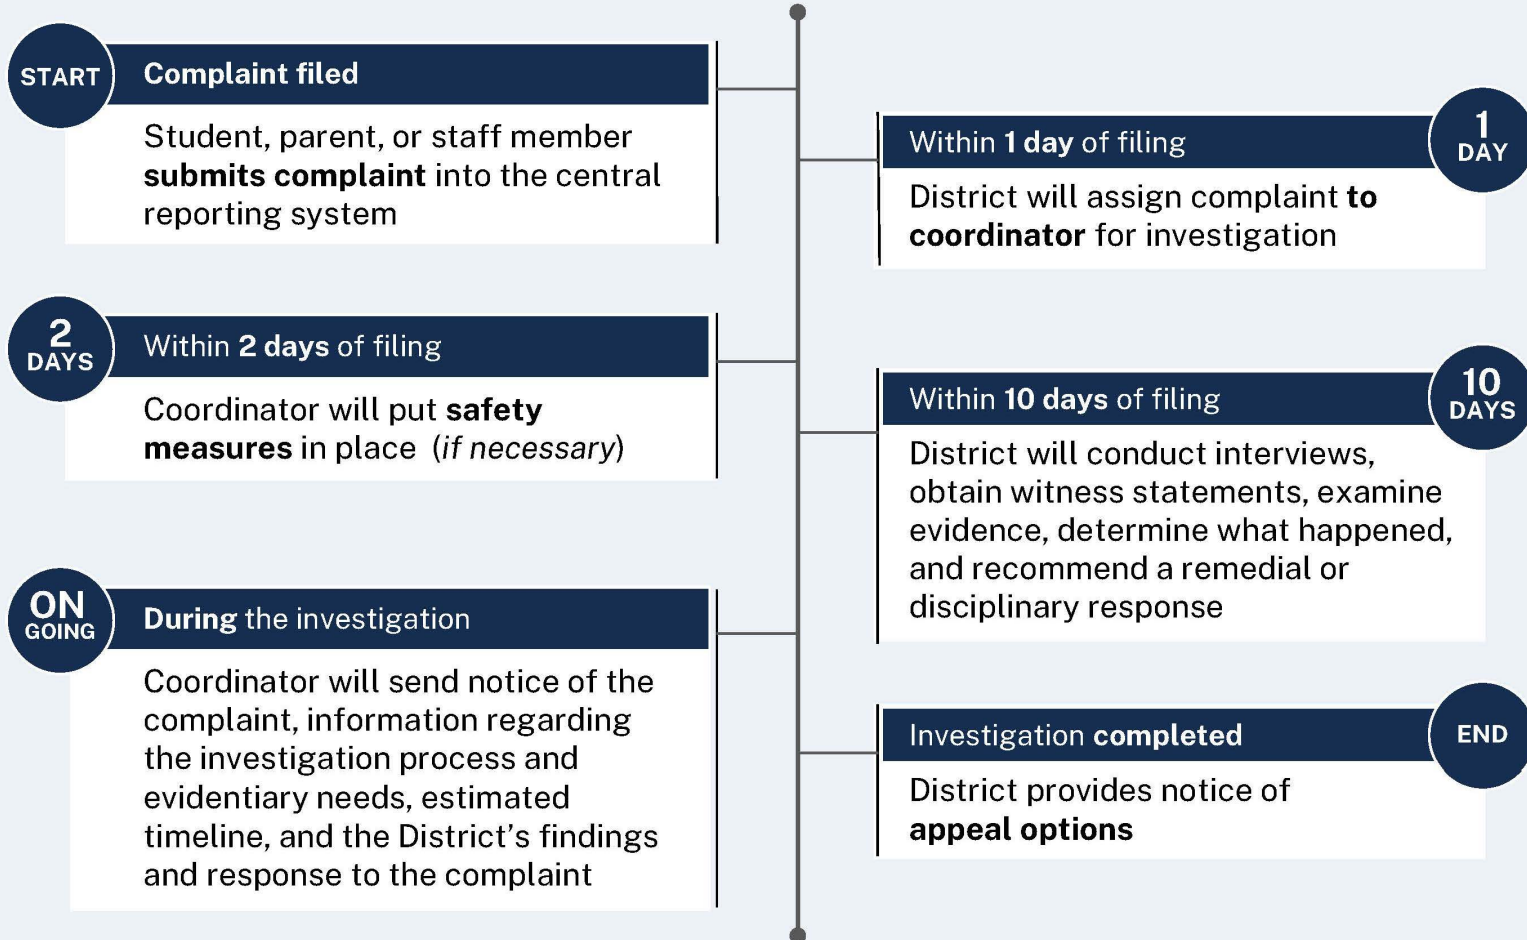 START
Complaint filed
Student, parent, or staff member
submits complaint into the central
reporting system
1
DAY
Within 1 day of filing
District will assign complaint to
coordinator for investigation
2
DAYS
Within 2 days of filing
Coordinator will put safety
measures in place (if necessary)
10
DAYS
Within 10 days of filing
District will conduct interviews,
obtain witness statements, examine
evidence, determine what happened,
and recommend a remedial or
disciplinary response
ON
GOING
During the investigation
Coordinator will send notice of the
complaint, information regarding
the investigation process and
evidentiary needs, estimated
timeline, and the District’s findings
and response to the complaint
END
Investigation completed
District provides notice of
appeal options